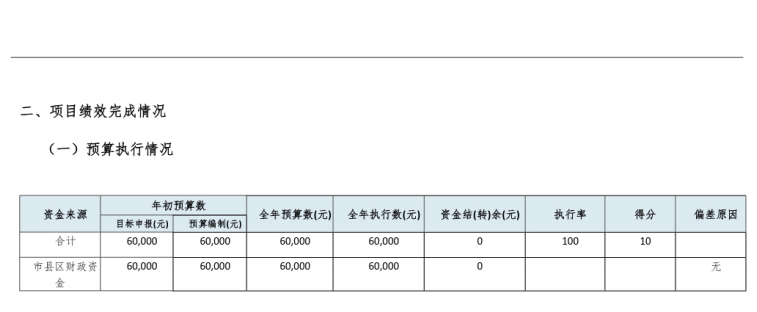 二、项目绩效完成情况
（一）预算执行情况
资金来源 年初预算数 全年预算数(元) 全年执行数(元) 资金结(转)余(元) 执行率 得分 偏差原因
目标申报(元) 预算编制(元)
合计 60,000 60,000 60,000 60,000 0 100 10
市县区财政资 60,000 60,000 60,000 60,000 0 无
金